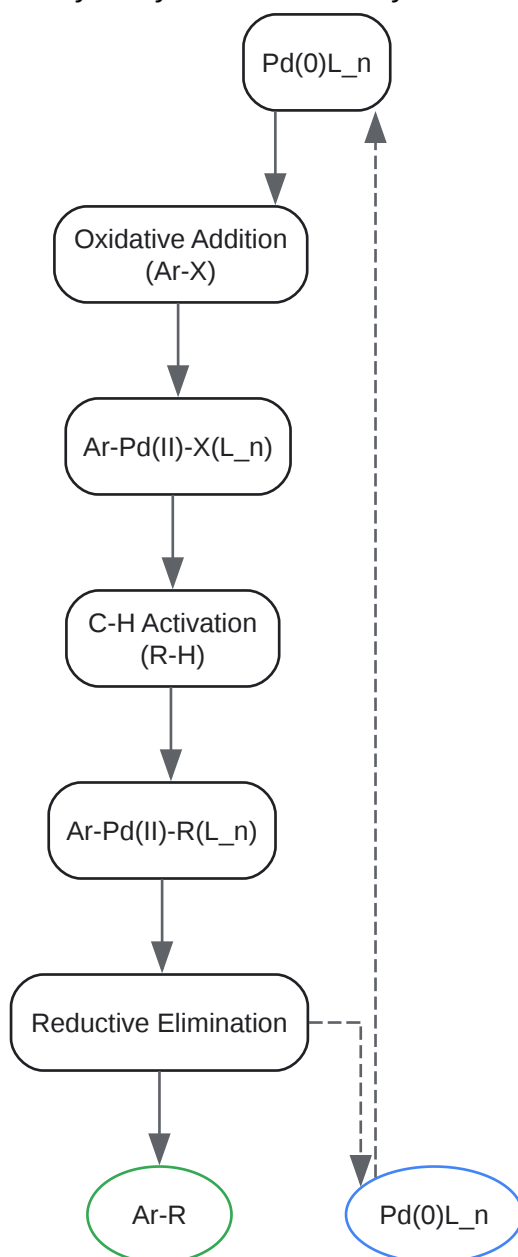 Pd(0)L_n
Oxidative Addition
(Ar-X)
Ar-Pd(II)-X(L_n)
C-H Activation
(R-H)
Ar-Pd(II)-R(L_n)
Reductive Elimination
Ar-R
Pd(0)L_n